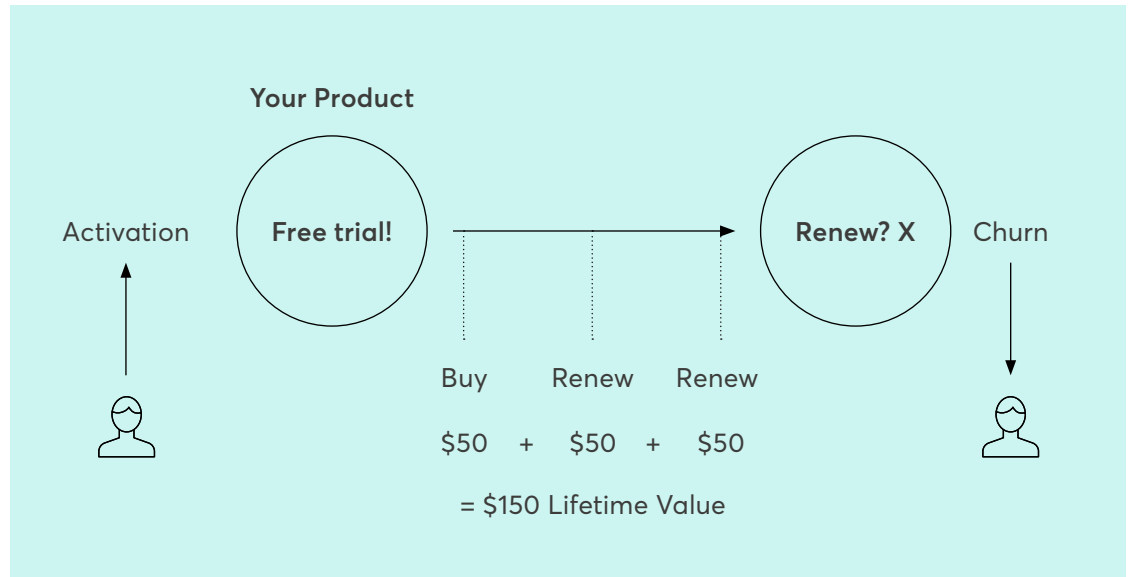 Your Product
Activation
Free trial!
Renew? X
Churn
Buy Renew Renew
$50 + $50 + $50
= $150 Lifetime Value